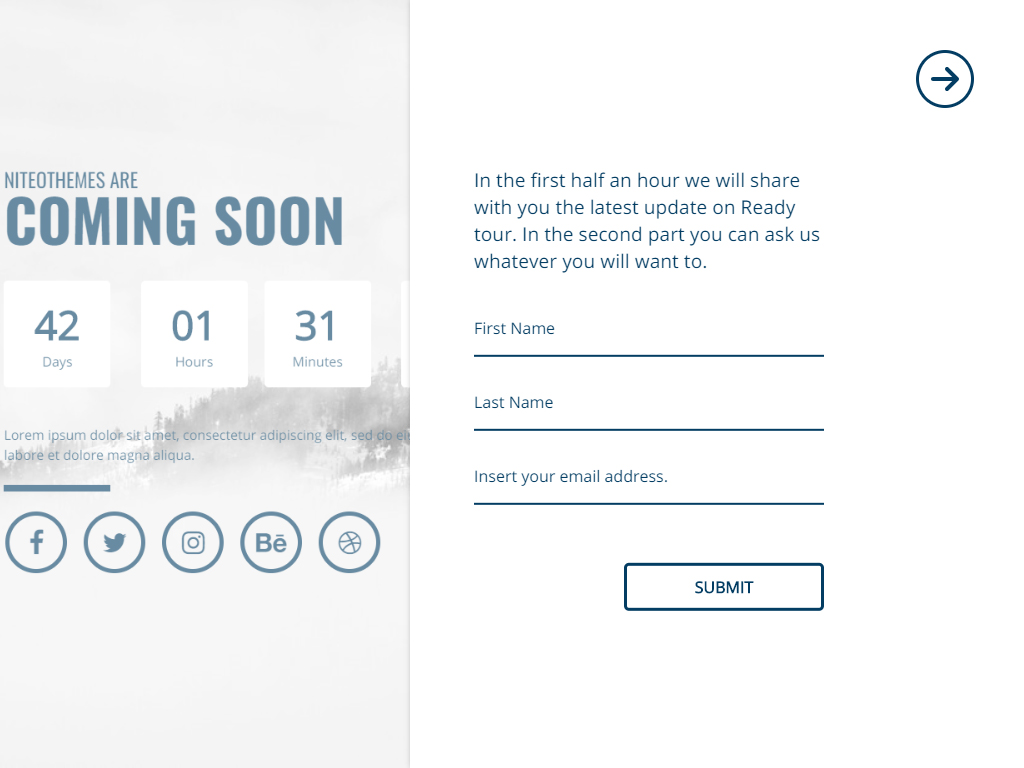 NITEOTHEMES ARE
COMING SOON
42
Days
01
Hours
31
Minutes
Lorem ipsum dolor sit amet, consectetur adipiscing elit, sed do
labore et dolore magna aliqua.
Bē
In the first half an hour we will share
with you the latest update on Ready
tour. In the second part you can ask us
whatever you will want to.
First Name
Last Name
Insert your email address.
SUBMIT